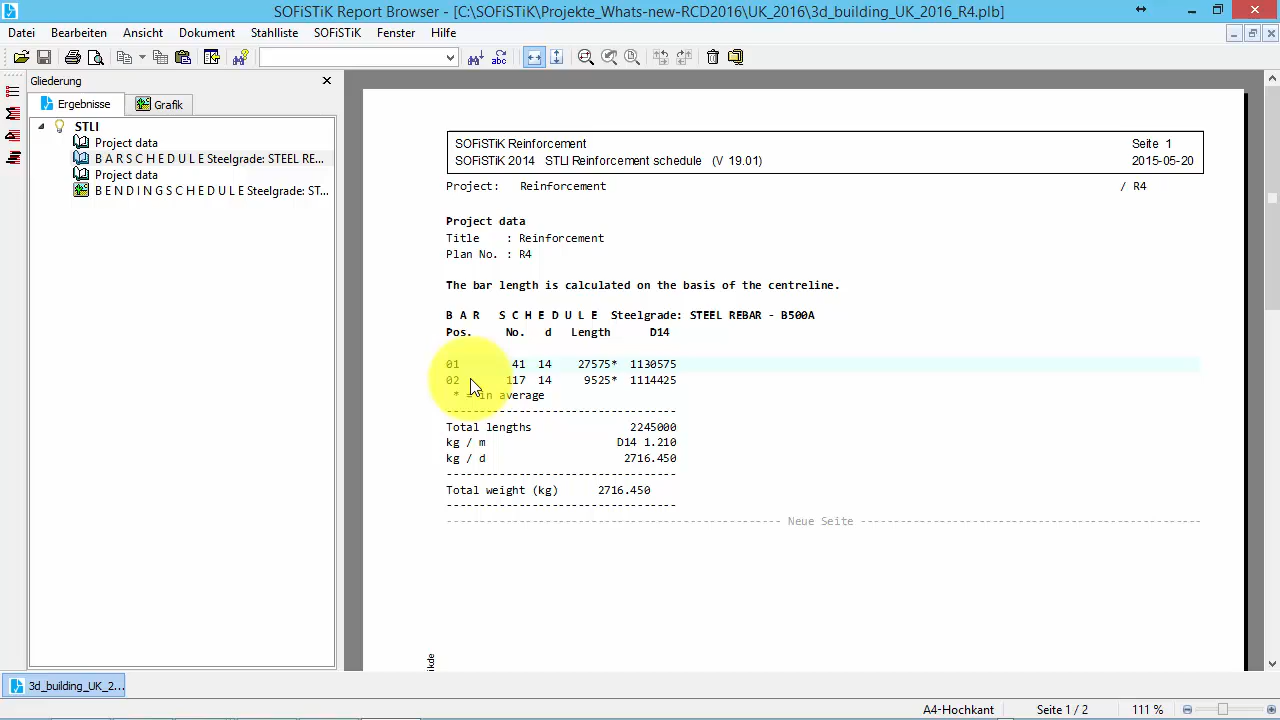 SOFiSTiK Report Browser - [C:\SOFiSTiK\Projekte_Whats-new-RCD2016\UK_2016\3d_building_UK_2016_R4.plb]
Datei Bearbeiten Ansicht Dokument Stahlliste SOFiSTiK Fenster Hilfe
Gliederung
Ergebnisse Grafik
STLI
Project data
B A R S C H E D U L E Steelgrade: STEEL RE...
Project data
B E N D I N G S C H E D U L E Steelgrade: ST...
SOFiSTiK Reinforcement Seite 1
SOFiSTiK 2014 STLI Reinforcement schedule (V 19.01) 2015-05-20
Project: Reinforcement / R4
Project data
Title : Reinforcement
Plan No. : R4
The bar length is calculated on the basis of the centreline.
B A R S C H E D U L E Steelgrade: STEEL REBAR - B500A
Pos. No. d Length D14
01 41 14 27575* 1130575
02 117 14 9525* 1114425
* = in average
Total lengths 2245000
kg / m D14 1.210
kg / d 2716.450
Total weight (kg) 2716.450
Neue Seite
ikde
3d_building_UK_2...
A4-Hochkant Seite 1 / 2 111 %